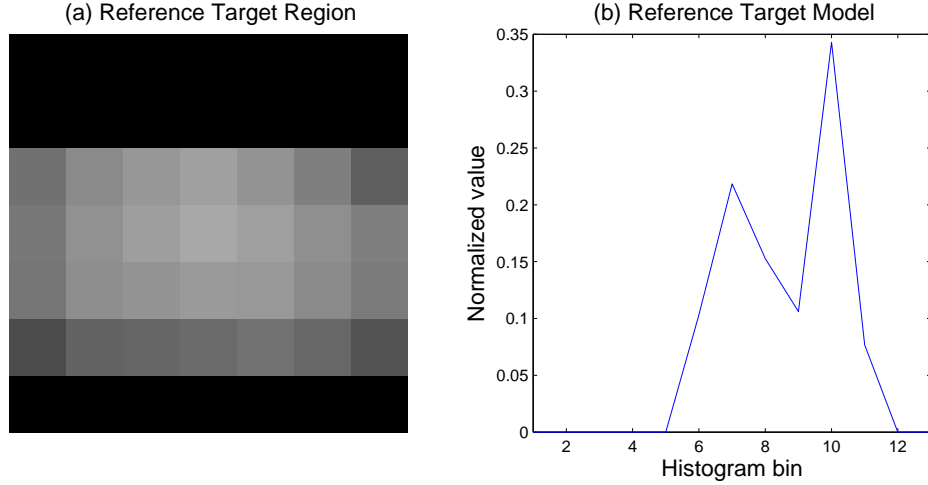 (a) Reference Target Region
(b) Reference Target Model
0.35
0.3
0.25
0.2
0.15
0.1
0.05
0
Normalized value
2 4 6 8 10 12
Histogram bin